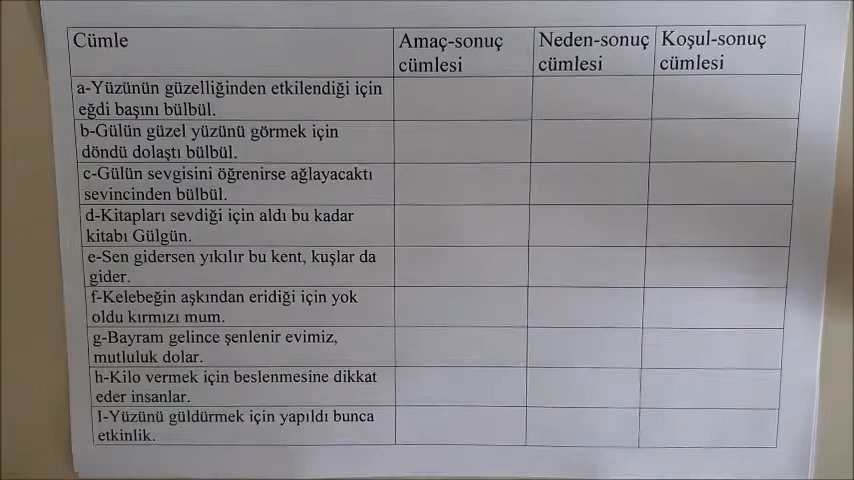 Cümle
Amaç-sonuç
cümlesi
Neden-sonuç
cümlesi
Koşul-sonuç
cümlesi
a-Yüzünün güzelliğinden etkilendiği için
eğdi başını bülbül.
b-Gülün güzel yüzünü görmek için
döndü dolaştı bülbül.
c-Gülün sevgisini öğrenirse ağlayacaktı
sevincinden bülbül.
d-Kitapları sevdiği için aldı bu kadar
kitabı Gülgün.
e-Sen gidersen yıkılır bu kent, kuşlar da
gider.
f-Kelebeğin aşkından eridiği için yok
oldu kırmızı mum.
g-Bayram gelince şenlenir evimiz,
mutluluk dolar.
h-Kilo vermek için beslenmesine dikkat
eder insanlar.
I-Yüzünü güldürmek için yapıldı bunca
etkinlik.